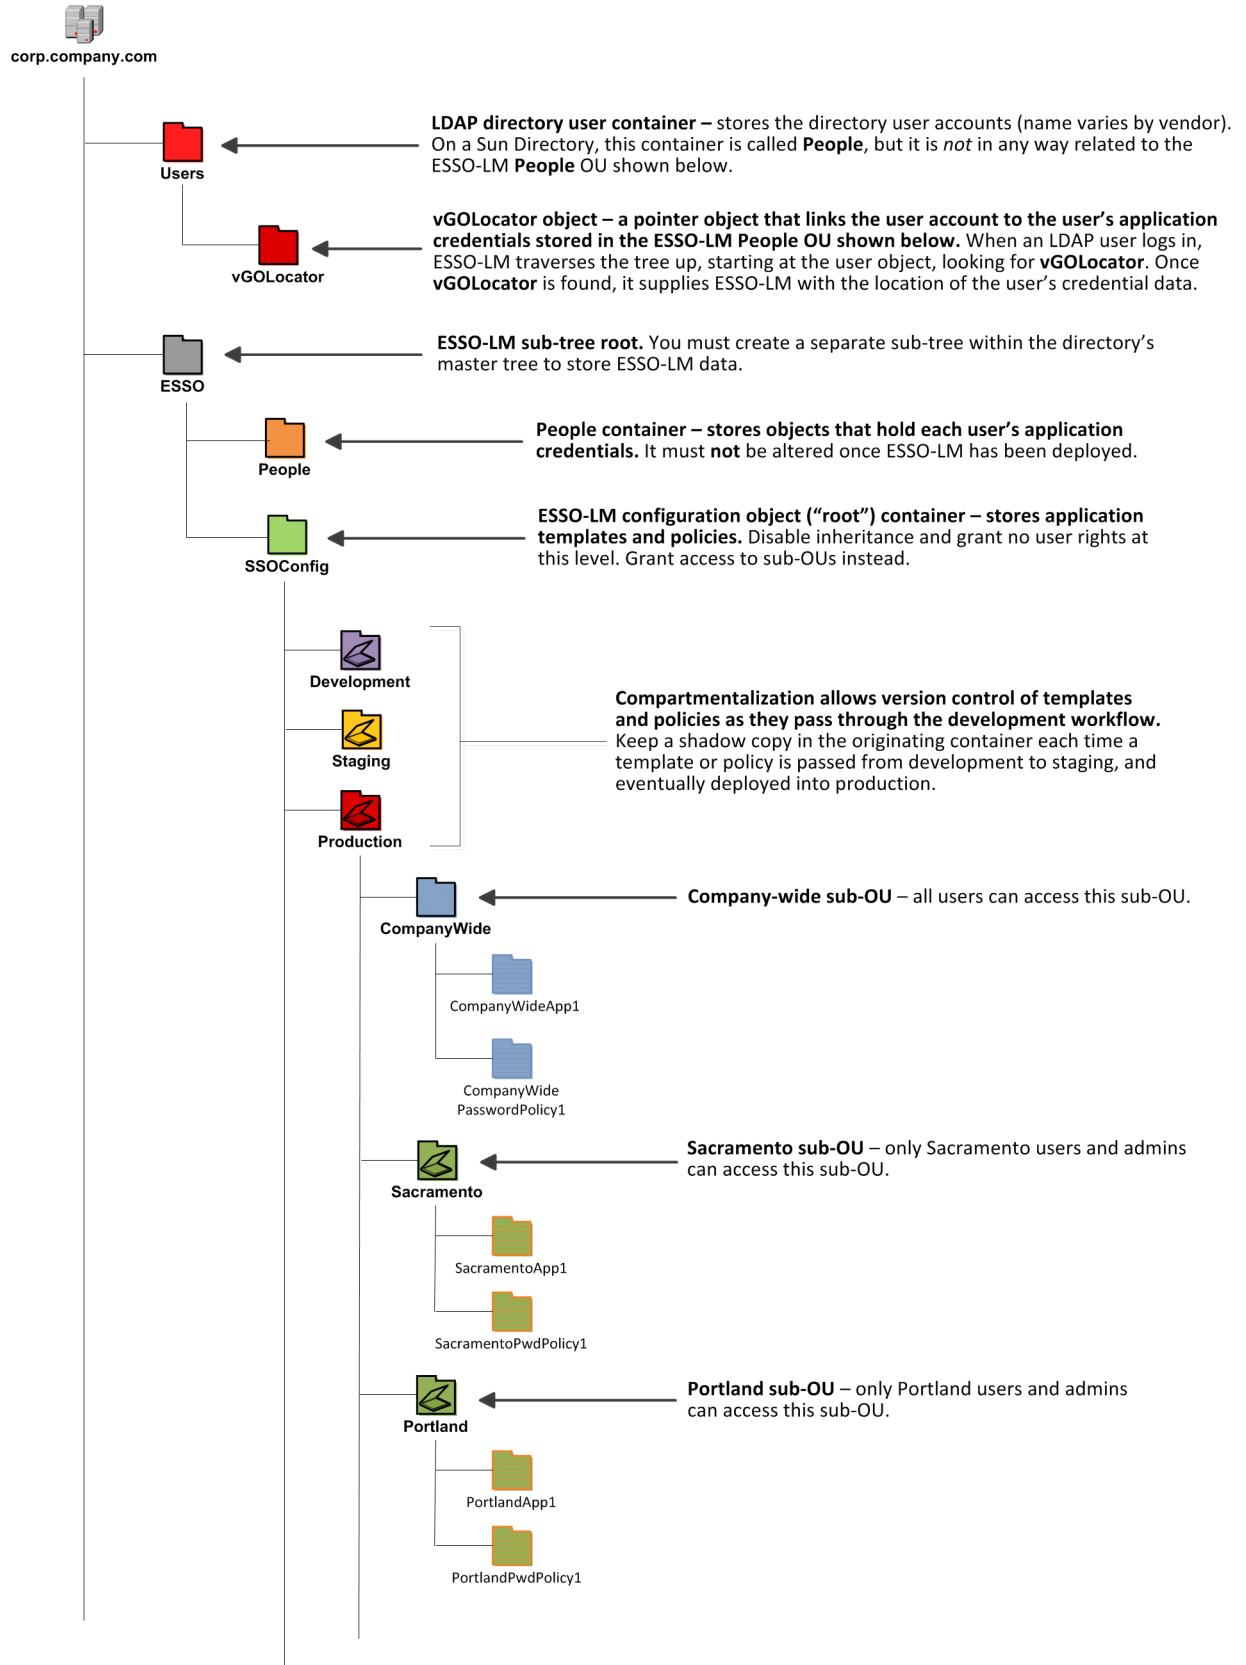 corp.company.com
LDAP directory user container – stores the directory user accounts (name varies by vendor).
On a Sun Directory, this container is called People, but it is not in any way related to the
ESSO-LM People OU shown below.
Users
vGOLocator object – a pointer object that links the user account to the user’s application
credentials stored in the ESSO-LM People OU shown below. When an LDAP user logs in,
ESSO-LM traverses the tree up, starting at the user object, looking for vGOLocator. Once
vGOLocator is found, it supplies ESSO-LM with the location of the user’s credential data.
vGOLocator
ESSO-LM sub-tree root. You must create a separate sub-tree within the directory’s
master tree to store ESSO-LM data.
ESSO
People container – stores objects that hold each user’s application
credentials. It must not be altered once ESSO-LM has been deployed.
People
ESSO-LM configuration object (“root”) container – stores application
templates and policies. Disable inheritance and grant no user rights at
this level. Grant access to sub-OUs instead.
SSOConfig
Development
Compartmentalization allows version control of templates
and policies as they pass through the development workflow.
Keep a shadow copy in the originating container each time a
template or policy is passed from development to staging, and
eventually deployed into production.
Staging
Production
Company-wide sub-OU – all users can access this sub-OU.
CompanyWide
CompanyWideApp1
CompanyWide
PasswordPolicy1
Sacramento sub-OU – only Sacramento users and admins
can access this sub-OU.
Sacramento
SacramentoApp1
SacramentoPwdPolicy1
Portland sub-OU – only Portland users and admins
can access this sub-OU.
Portland
PortlandApp1
PortlandPwdPolicy1